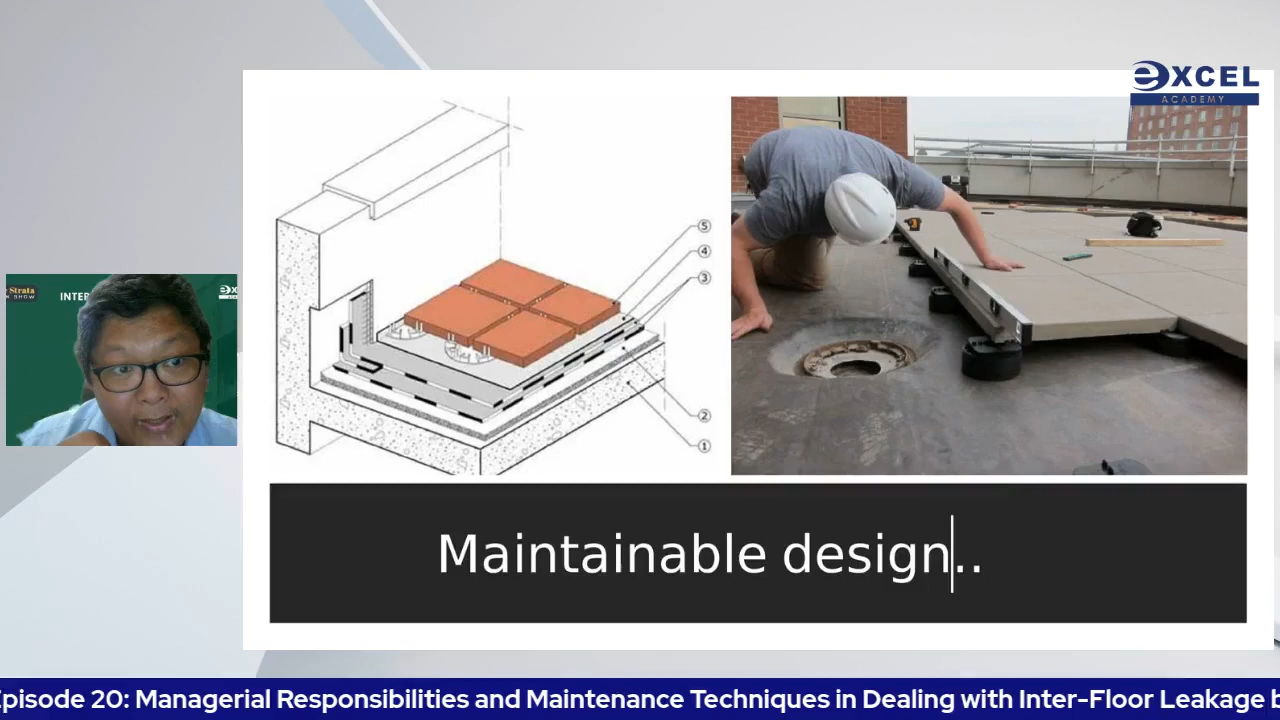 eXCEL
ACADEMY
Strata
K SHOW
INTER
5
4
3
2
1
Maintainable design..
Episode 20: Managerial Responsibilities and Maintenance Techniques in Dealing with Inter-Floor Leakage b